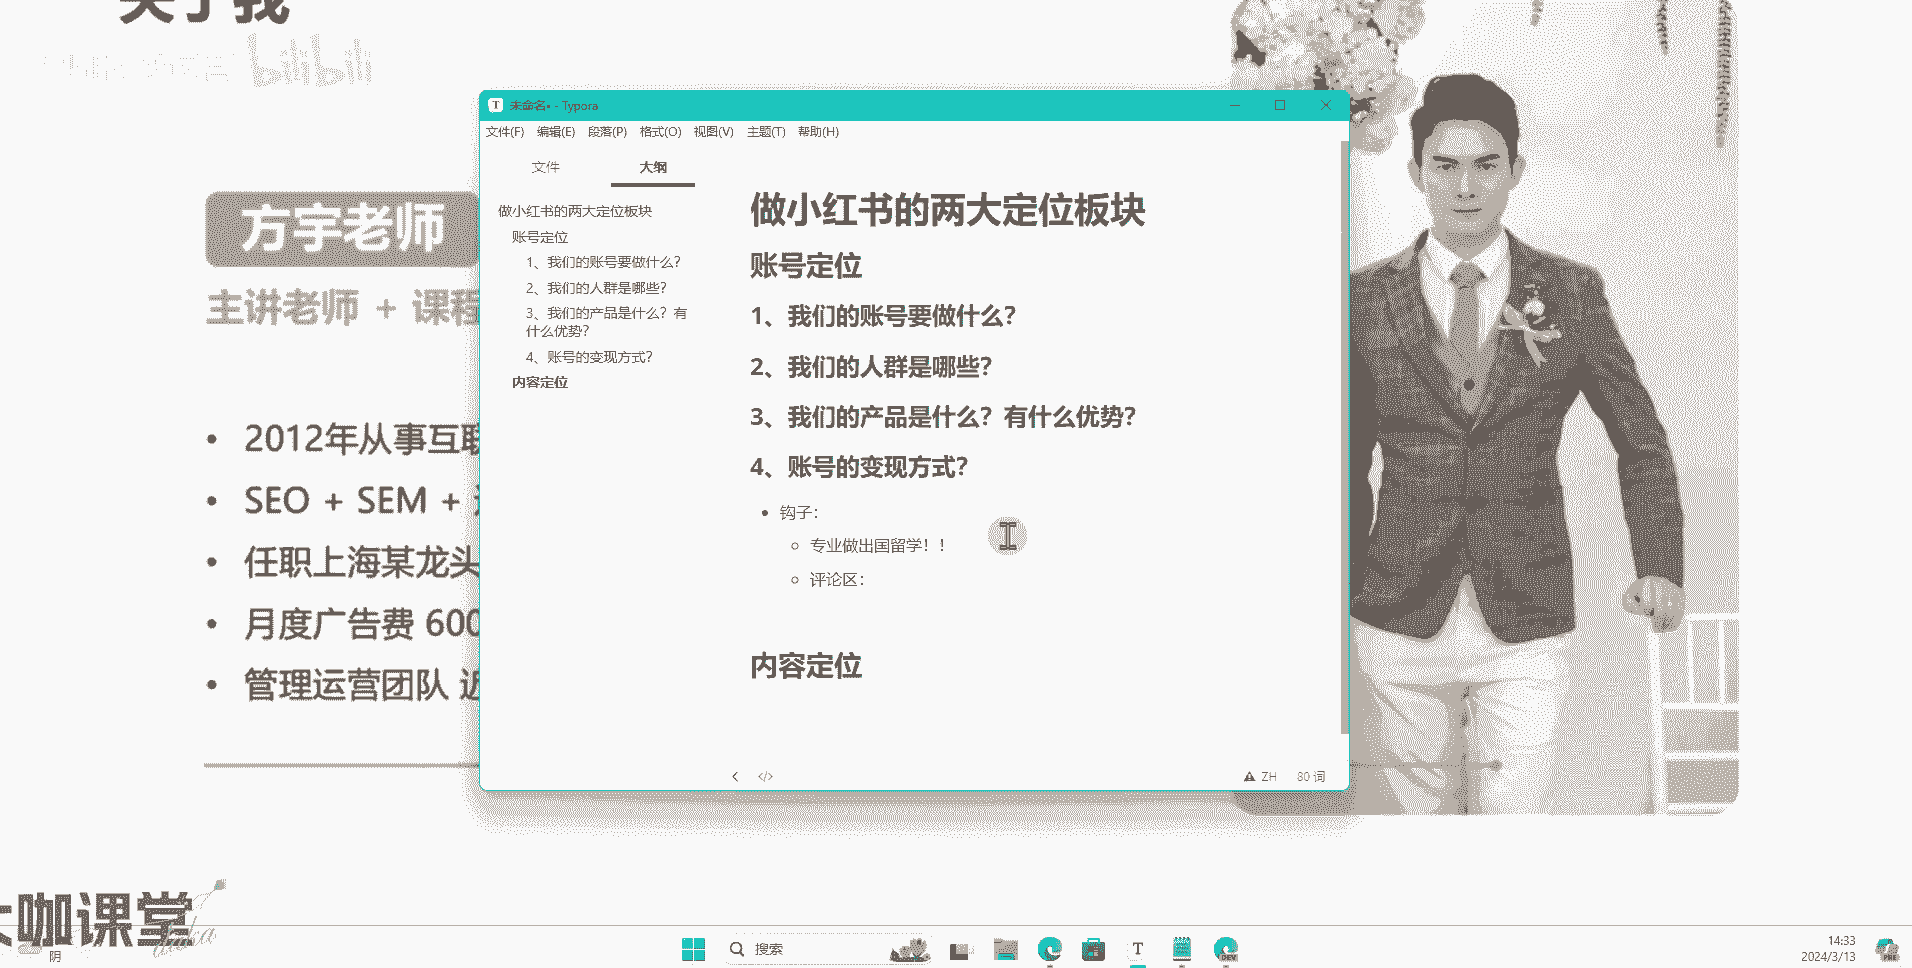 关于我
bilibili
方宇老师
主讲老师 + 课程
2012年从事互联
SEO + SEM +
任职上海某龙头
月度广告费 600
管理运营团队 近
未命名• - Typora
文件(F) 编辑(E) 段落(P) 格式(O) 视图(V) 主题(T) 帮助(H)
文件 大纲
做小红书的两大定位板块
账号定位
1、我们的账号要做什么？
2、我们的人群是哪些？
3、我们的产品是什么？有
什么优势？
4、账号的变现方式？
内容定位
做小红书的两大定位板块
账号定位
1、我们的账号要做什么？
2、我们的人群是哪些？
3、我们的产品是什么？有什么优势？
4、账号的变现方式？
钩子：
专业做出国留学！！
评论区：
内容定位
ZH 80 词
大咖课堂
daka
阴
搜索
T
DEV
14:33
2024/3/13
PRE